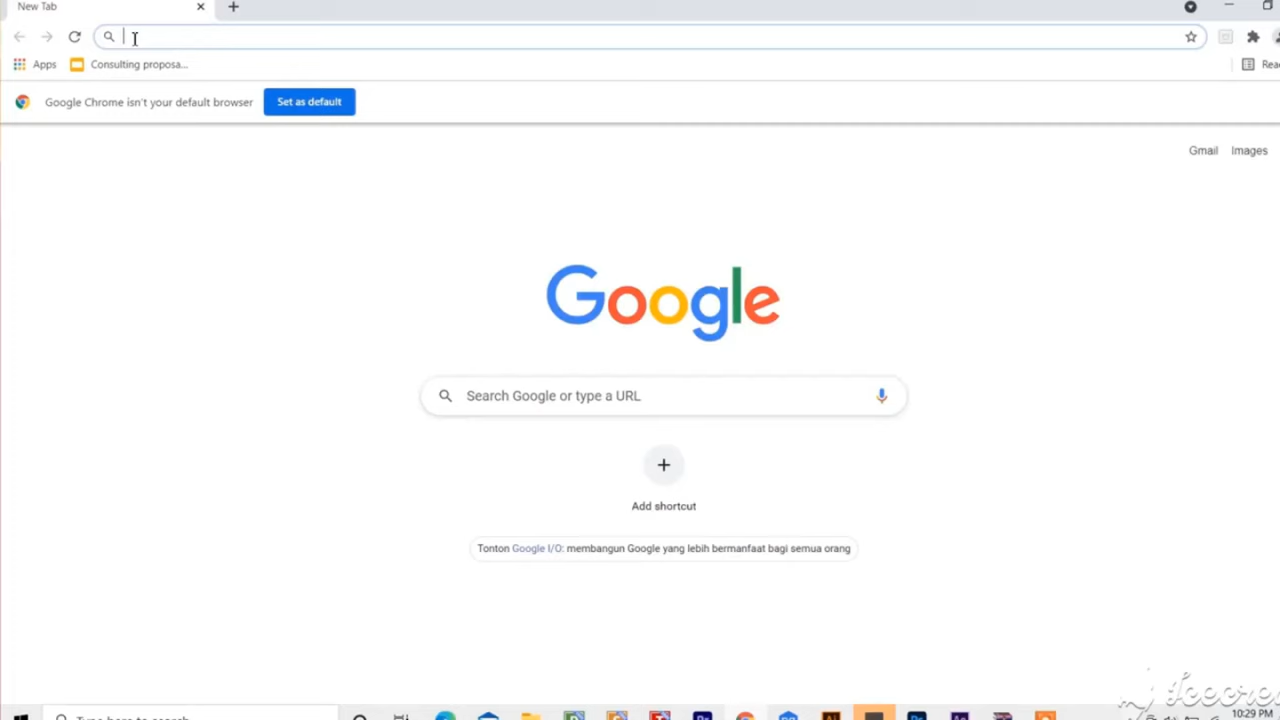 New Tab
Apps
Consulting proposa...
Google Chrome isn't your default browser
Set as default
Gmail Images
Google
Search Google or type a URL
Add shortcut
Tonton Google I/O: membangun Google yang lebih bermanfaat bagi semua orang
Type here to search
10:29 PM